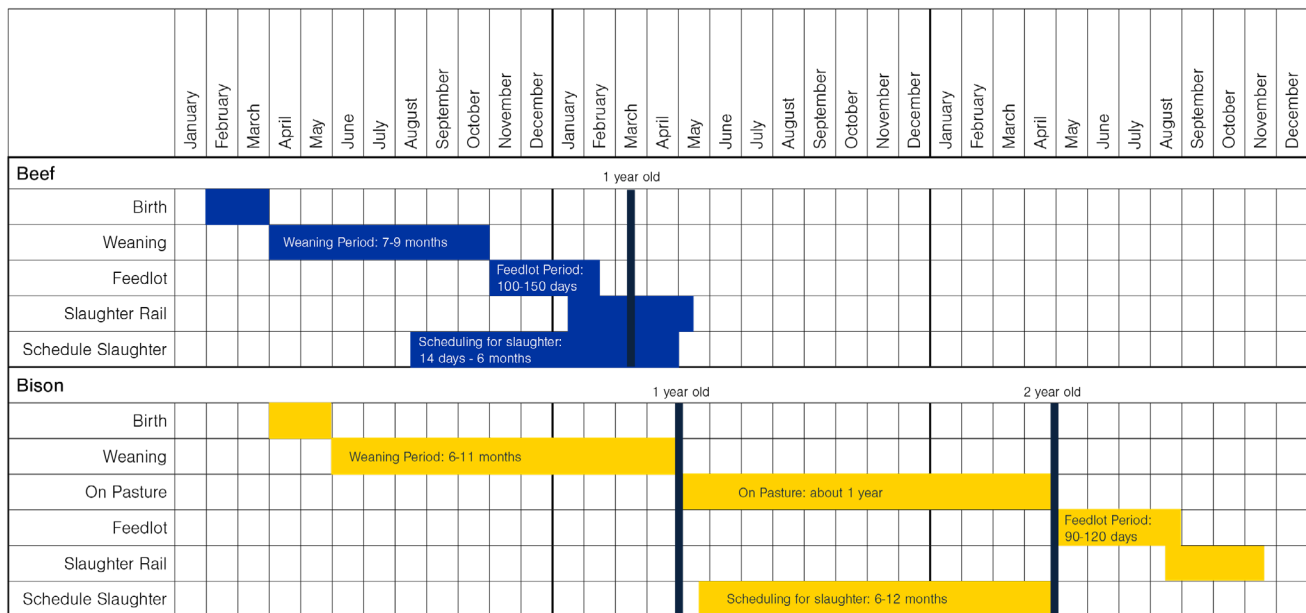 January
February
March
April
May
June
July
August
September
October
November
December
January
February
March
April
May
June
July
August
September
October
November
December
January
February
March
April
May
June
July
August
September
October
November
December
Beef
1 year old
Birth
Weaning
Weaning Period: 7-9 months
Feedlot
Feedlot Period:
100-150 days
Slaughter Rail
Schedule Slaughter
Scheduling for slaughter:
14 days - 6 months
Bison
1 year old
2 year old
Birth
Weaning
Weaning Period: 6-11 months
On Pasture
On Pasture: about 1 year
Feedlot
Feedlot Period:
90-120 days
Slaughter Rail
Schedule Slaughter
Scheduling for slaughter: 6-12 months